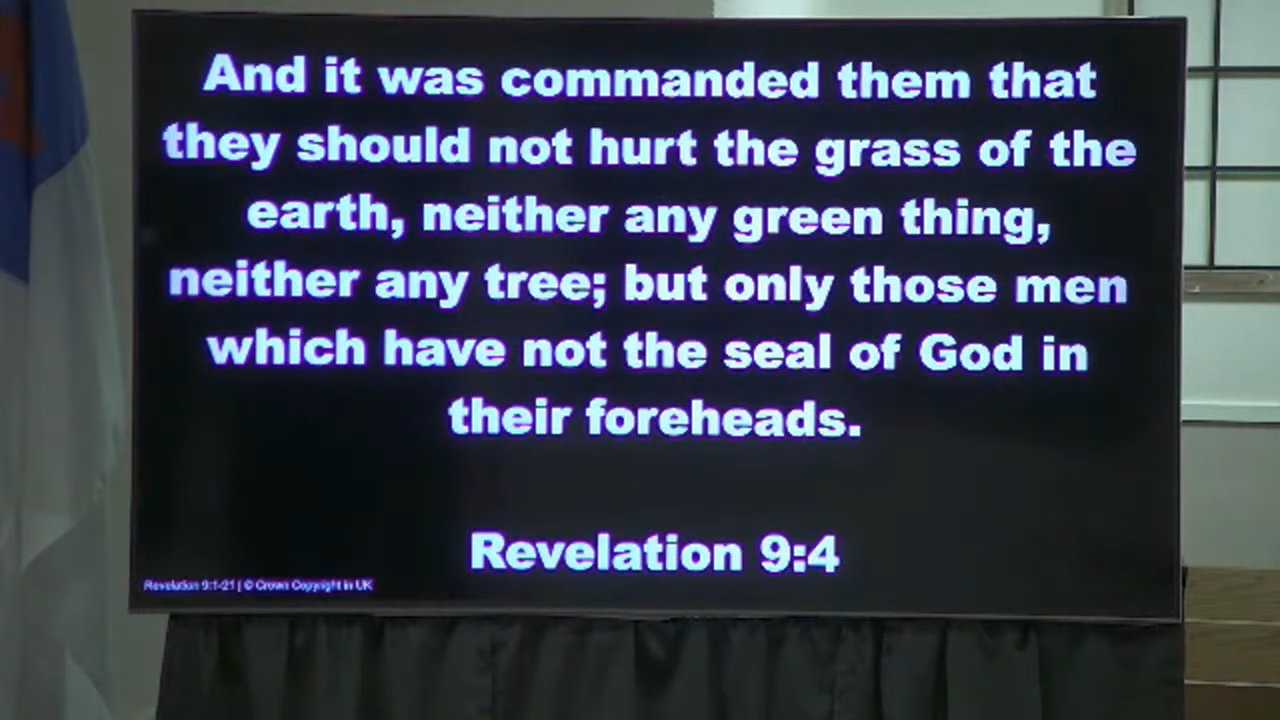 And it was commanded them that
they should not hurt the grass of the
earth, neither any green thing,
neither any tree; but only those men
which have not the seal of God in
their foreheads.
Revelation 9:4
Revelation 9:1-21 | © Crown Copyright in UK